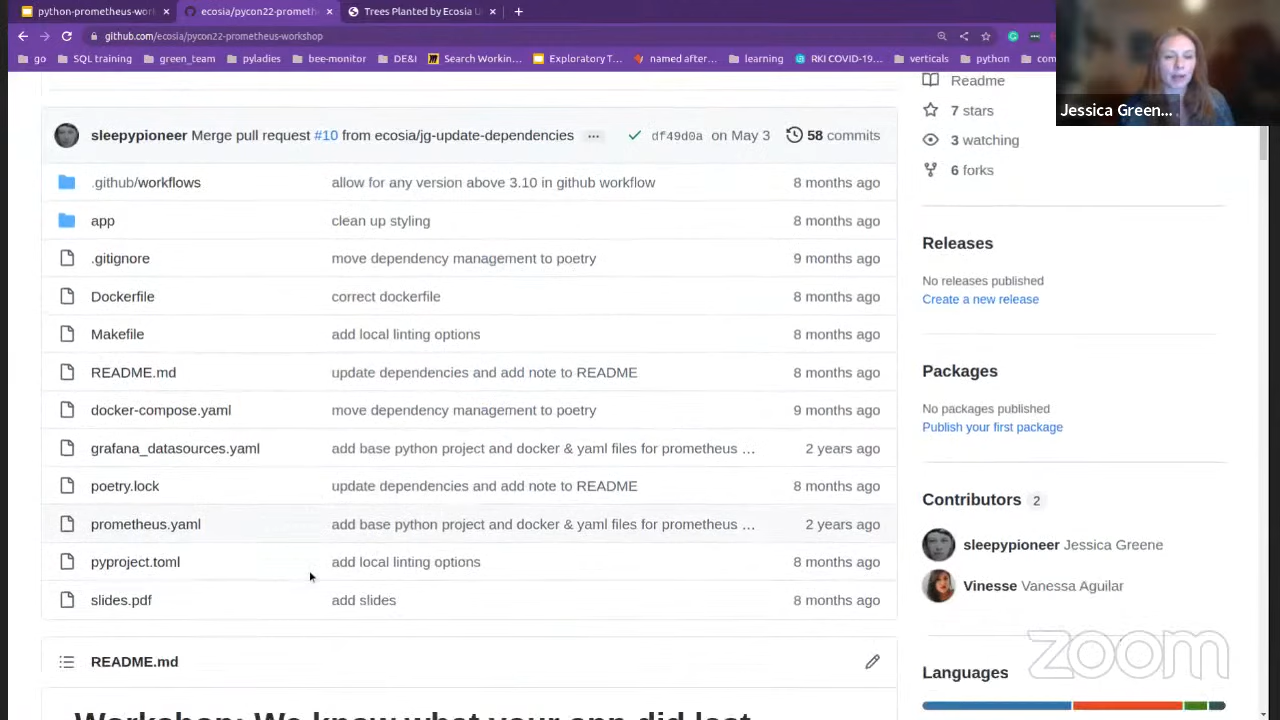 python-prometheus-wor
ecosia/pycon22-prometh
Trees Planted by Ecosia U
github.com/ecosia/pycon22-prometheus-workshop
go SQL training green_team pyladies bee-monitor DE&I Search Workin... Exploratory T... named after... learning RKI COVID-19... verticals python com
Jessica Green...
Readme
7 stars
3 watching
6 forks
sleepypioneer Merge pull request #10 from ecosia/jg-update-dependencies ... df49d0a on May 3 58 commits
.github/workflows allow for any version above 3.10 in github workflow 8 months ago
app clean up styling 8 months ago
.gitignore move dependency management to poetry 9 months ago
Dockerfile correct dockerfile 8 months ago
Makefile add local linting options 8 months ago
README.md update dependencies and add note to README 8 months ago
docker-compose.yaml move dependency management to poetry 9 months ago
grafana_datasources.yaml add base python project and docker & yaml files for prometheus ... 2 years ago
poetry.lock update dependencies and add note to README 8 months ago
prometheus.yaml add base python project and docker & yaml files for prometheus ... 2 years ago
pyproject.toml add local linting options 8 months ago
slides.pdf add slides 8 months ago
README.md
Workshop: We know what your app did last
Releases
No releases published
Create a new release
Packages
No packages published
Publish your first package
Contributors 2
sleepypioneer Jessica Greene
Vinesse Vanessa Aguilar
Languages
zoom